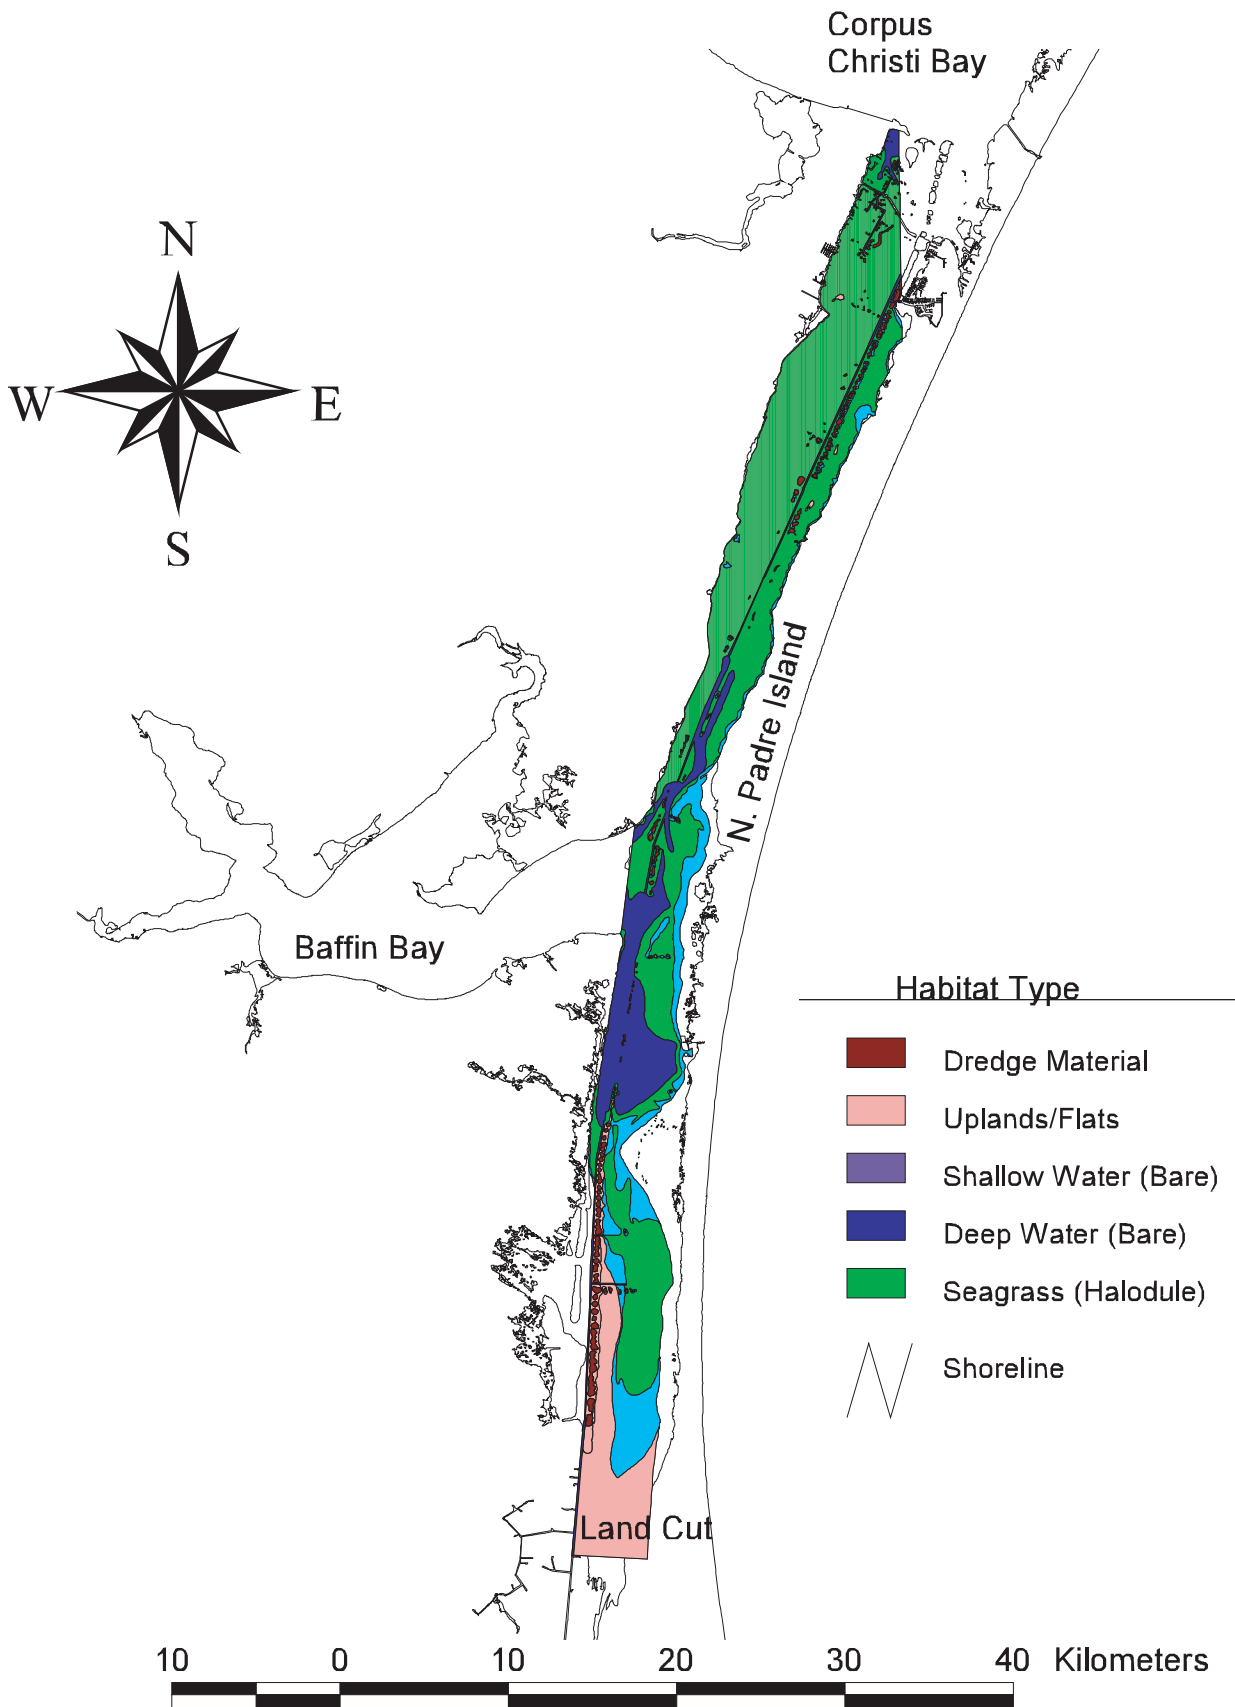 Corpus
Christi Bay
N
W
E
S
N. Padre Island
Baffin Bay
Habitat Type
Dredge Material
Uplands/Flats
Shallow Water (Bare)
Deep Water (Bare)
Seagrass (Halodule)
Shoreline
Land Cut
10 0 10 20 30 40 Kilometers